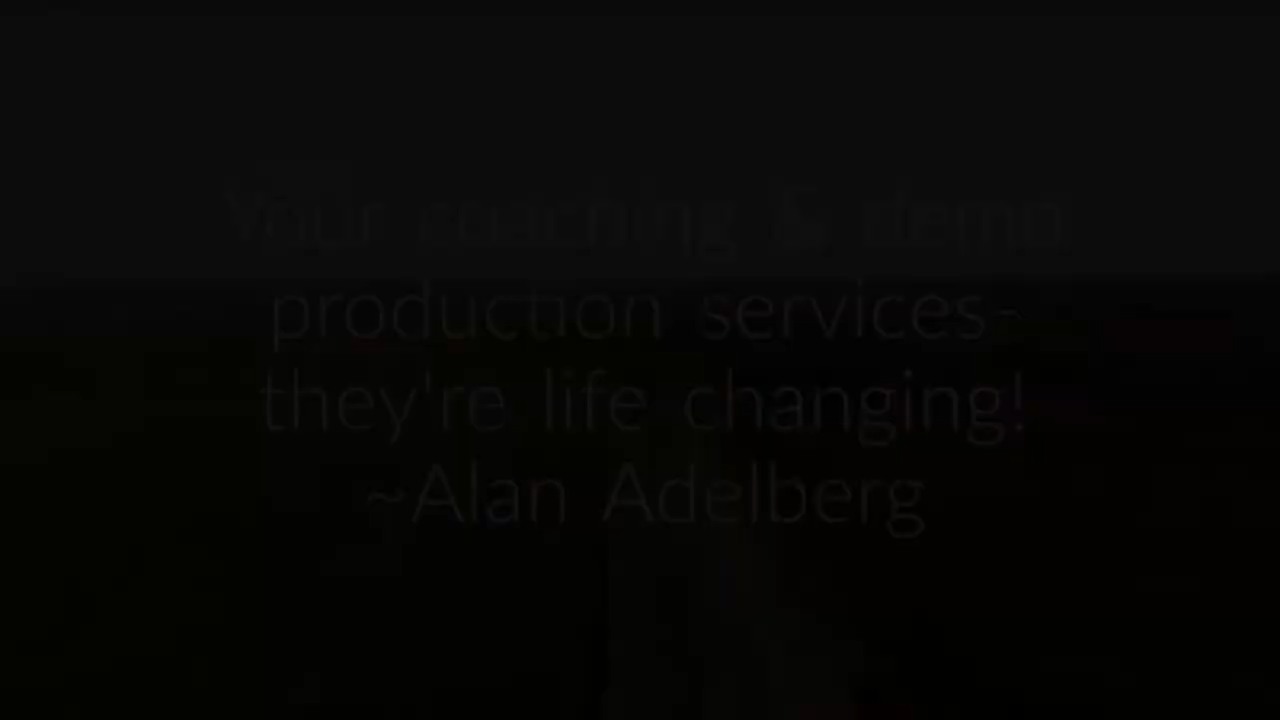 Your coaching & demo
production services-
they're life changing!
~Alan Adelberg